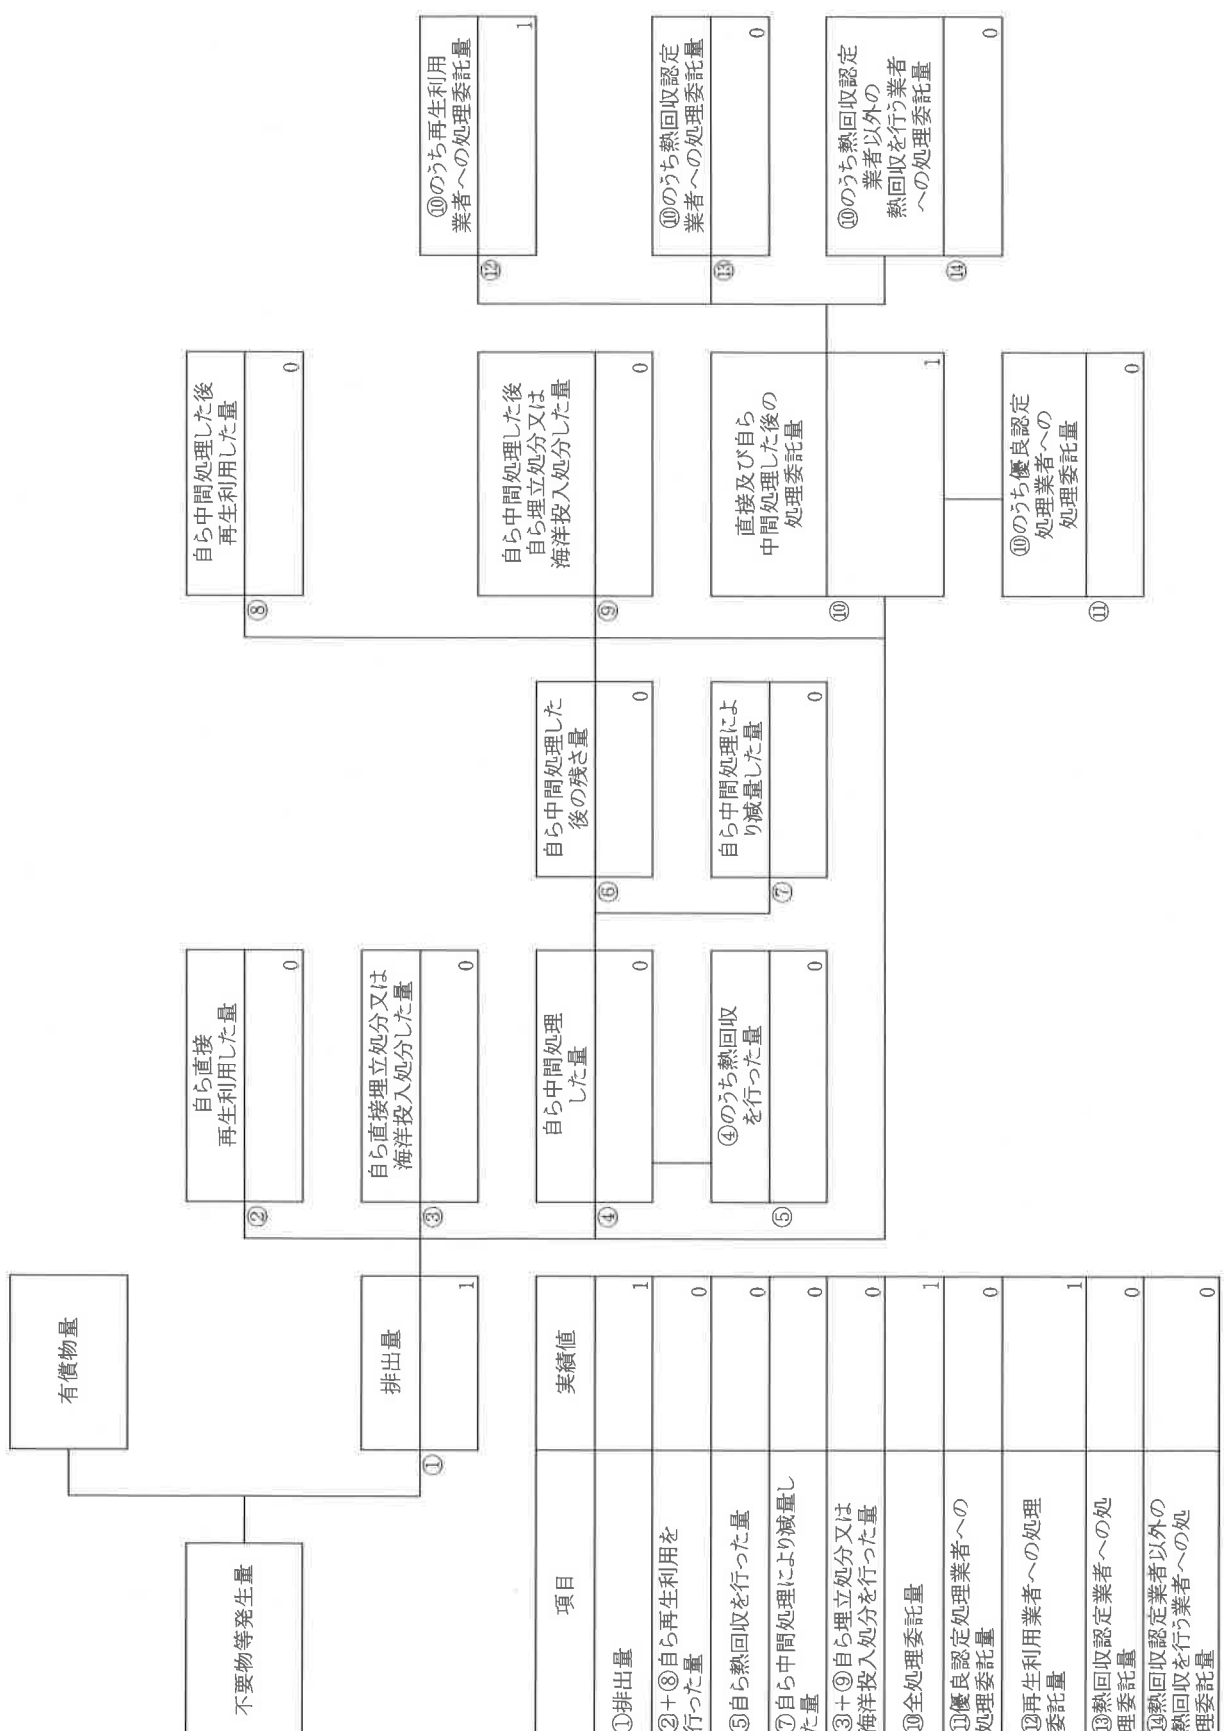 不要物等発生量
有償物量
排出量
1
①
自ら直接
再生利用した量
0
②
自ら直接埋立処分又は
海洋投入処分した量
0
③
自ら中間処理
した量
0
④
④のうち熱回収
を行った量
0
⑤
自ら中間処理した
後の残さ量
0
⑥
自ら中間処理によ
り減量した量
0
⑦
自ら中間処理した後
再生利用した量
0
⑧
自ら中間処理した後
自ら埋立処分又は
海洋投入処分した量
0
⑨
直接及び自ら
中間処理した後の
処理委託量
1
⑩
⑩のうち優良認定
処理業者への
処理委託量
0
⑪
⑩のうち再生利用
業者への処理委託量
1
⑫
⑩のうち熱回収認定
業者への処理委託量
0
⑬
⑩のうち熱回収認定
業者以外の
熱回収を行う業者
への処理委託量
0
⑭
項目 実績値
①排出量 1
②+⑧自ら再生利用を
行った量 0
⑤自ら熱回収を行った量 0
⑦自ら中間処理により減量し
た量 0
③+⑨自ら埋立処分又は
海洋投入処分を行った量 0
⑩全処理委託量 1
⑪優良認定処理業者への
処理委託量 0
⑫再生利用業者への処理
委託量 1
⑬熱回収認定業者への処
理委託量 0
⑭熱回収認定業者以外の
熱回収を行う業者への処
理委託量 0